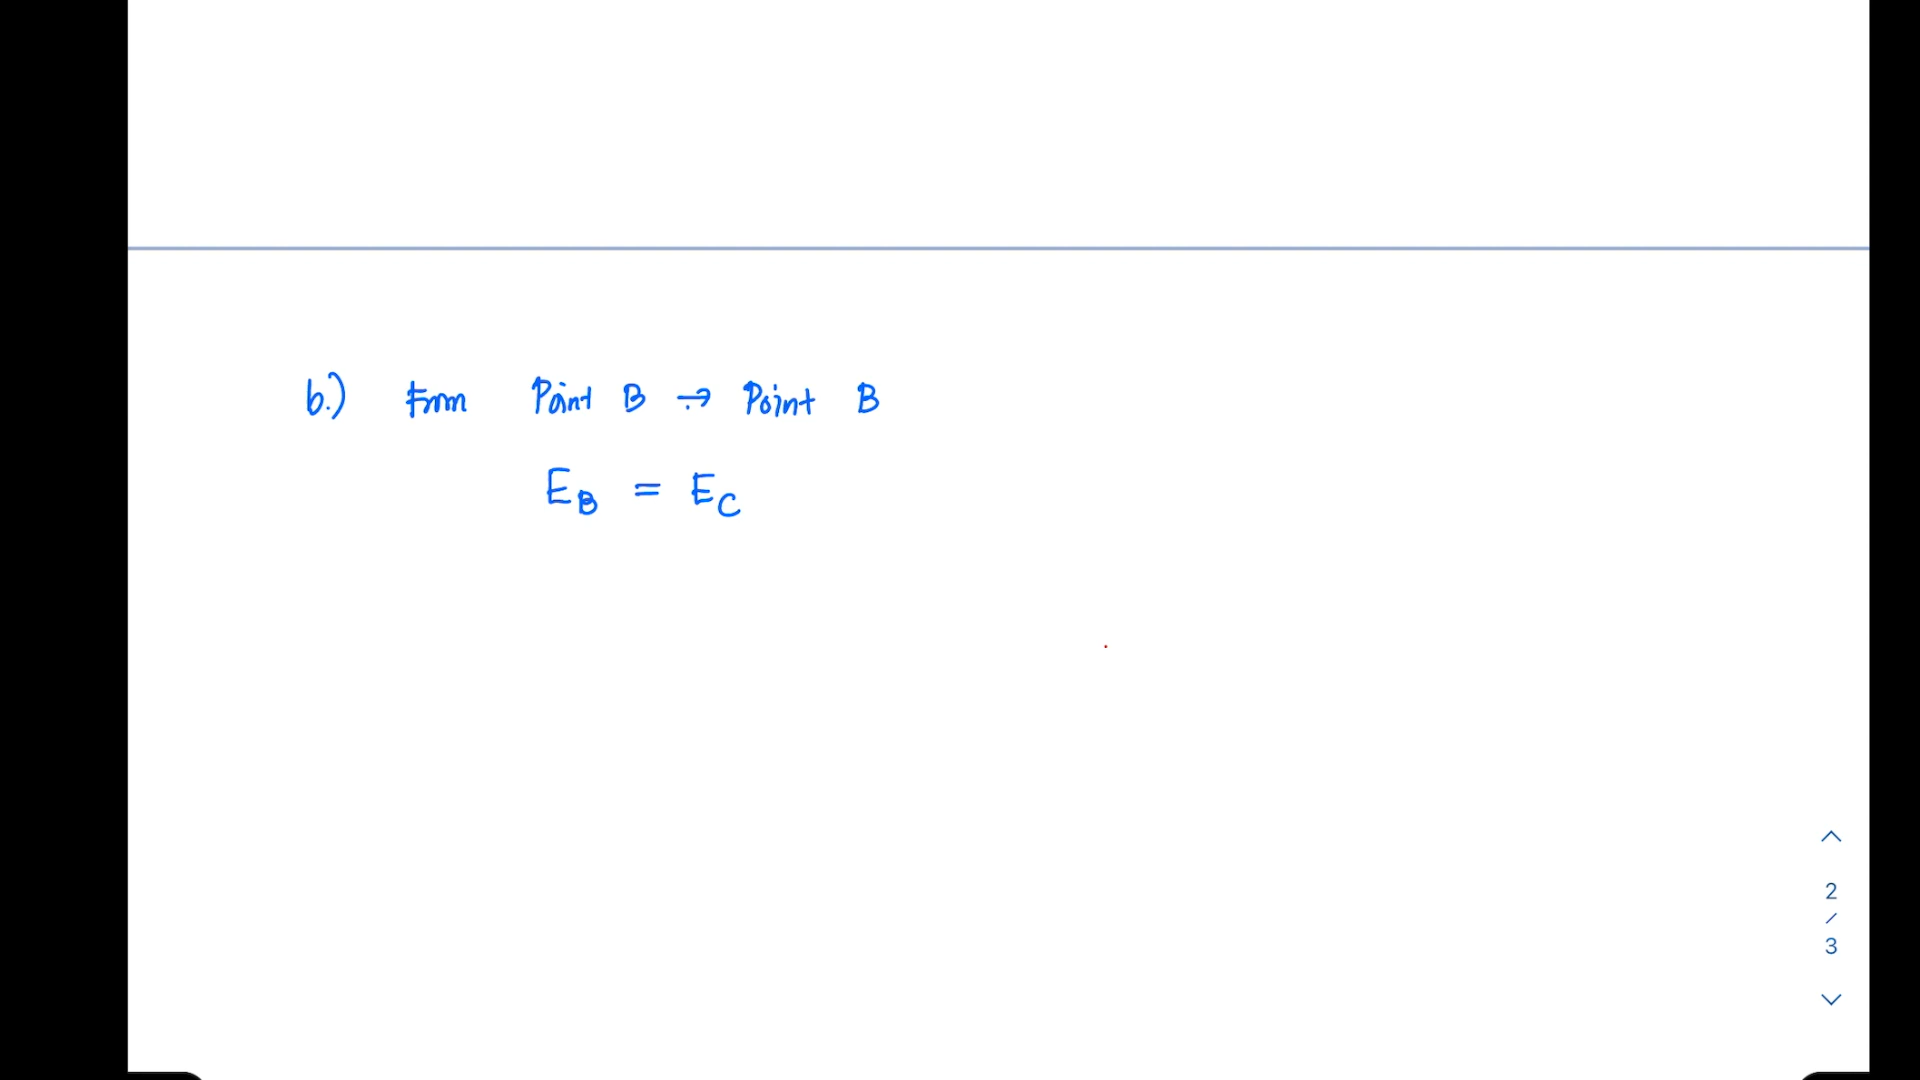 b.) From Point B → Point B
E_B = E_C
2
/
3